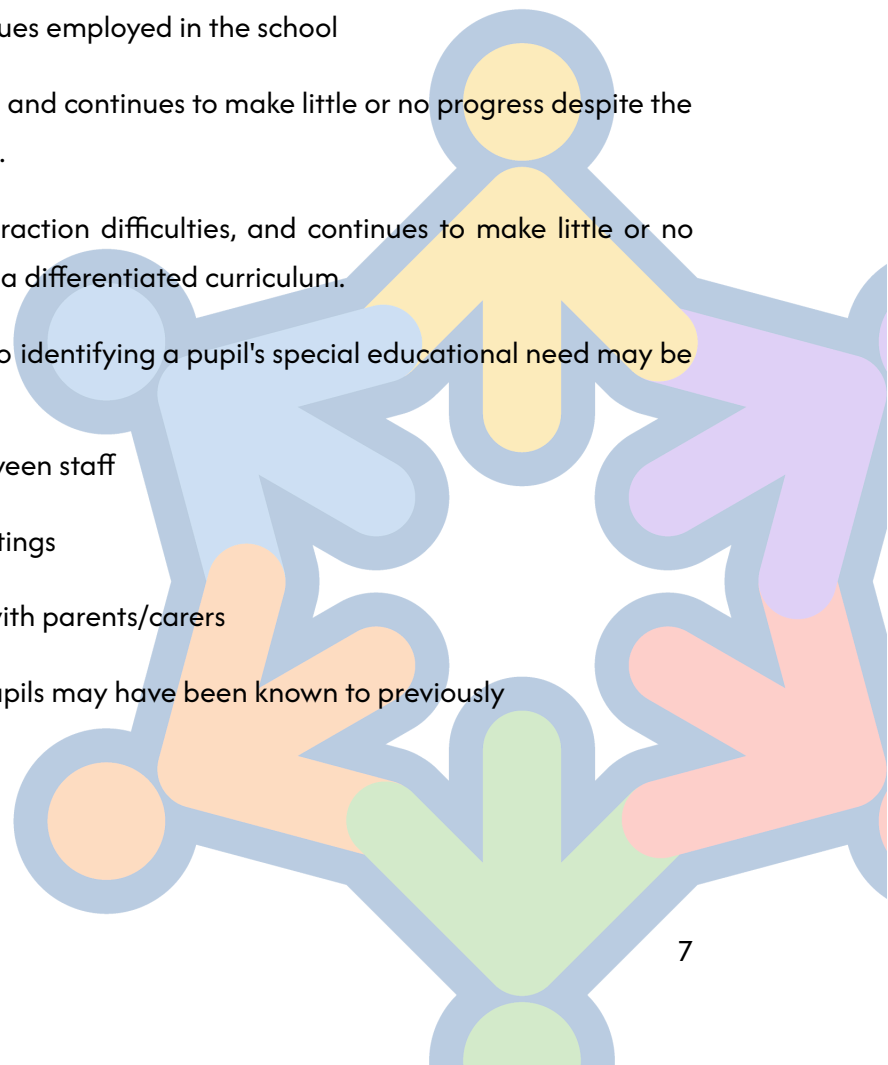 ues employed in the school
and continues to make little or no progress despite the
.
raction difficulties, and continues to make little or no
a differentiated curriculum.
o identifying a pupil's special educational need may be
veen staff
tings
with parents/carers
upils may have been known to previously
7